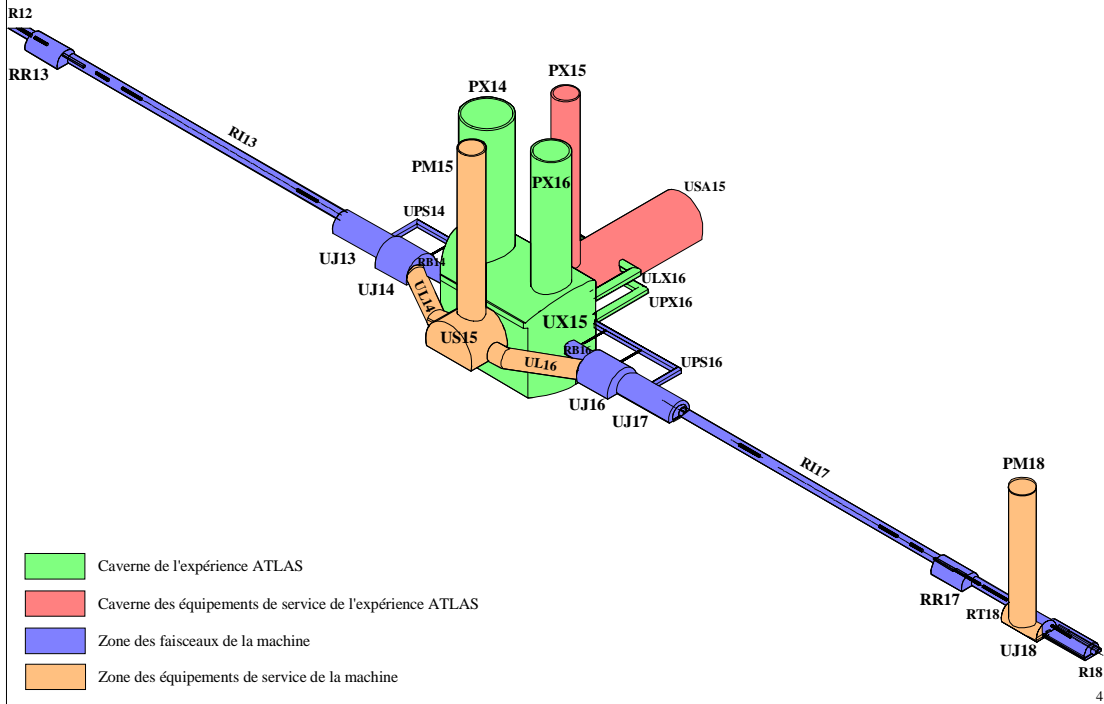 R12
RR13
PX14
PX15
RI13
PM15
PX16
USA15
UPS14
UJ13
RB14
UJ14
UL14
ULX16
UPX16
UX15
US15
RB16
UL16
UPS16
UJ16
UJ17
RI17
PM18
RR17
RT18
UJ18
R18
Caverne de l'expérience ATLAS
Caverne des équipements de service de l'expérience ATLAS
Zone des faisceaux de la machine
Zone des équipements de service de la machine
4